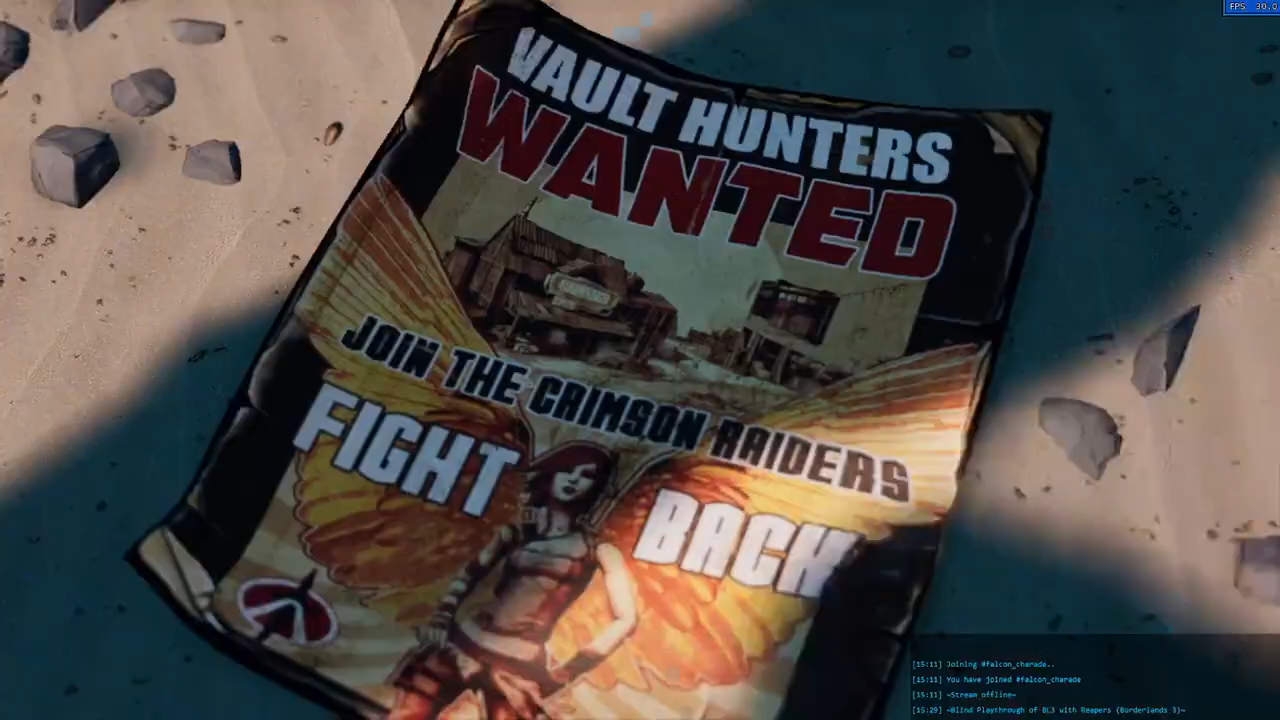 FPS 30.0
VAULT HUNTERS
WANTED
JOIN THE CRIMSON RAIDERS
FIGHT
BACK
[15:11] Joining #falcon_charade..
[15:11] You have joined #falcon_charade
[15:11] ~Stream offline~
[15:29] ~Blind Playthrough of BL3 with Reapers (Borderlands 3)~